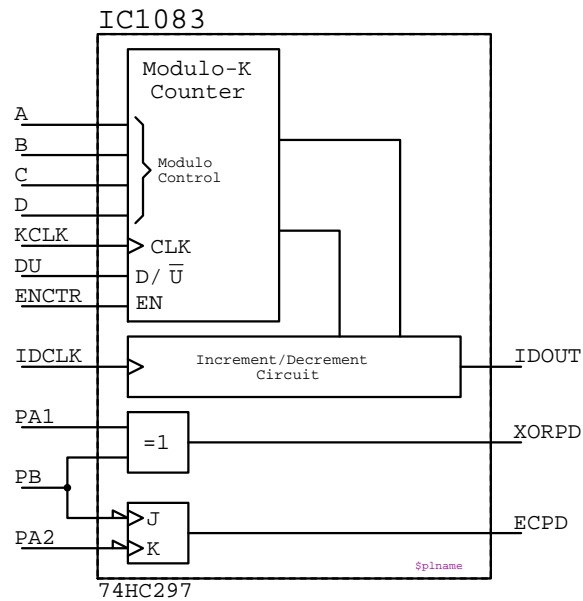 IC1083
Modulo-K
Counter
A
B
C
D
Modulo
Control
KCLK
CLK
DU
D/ U̅
ENCTR
EN
IDCLK
Increment/Decrement
Circuit
IDOUT
PA1
=1
XORPD
PB
J
ECPD
PA2
K
$plname
74HC297